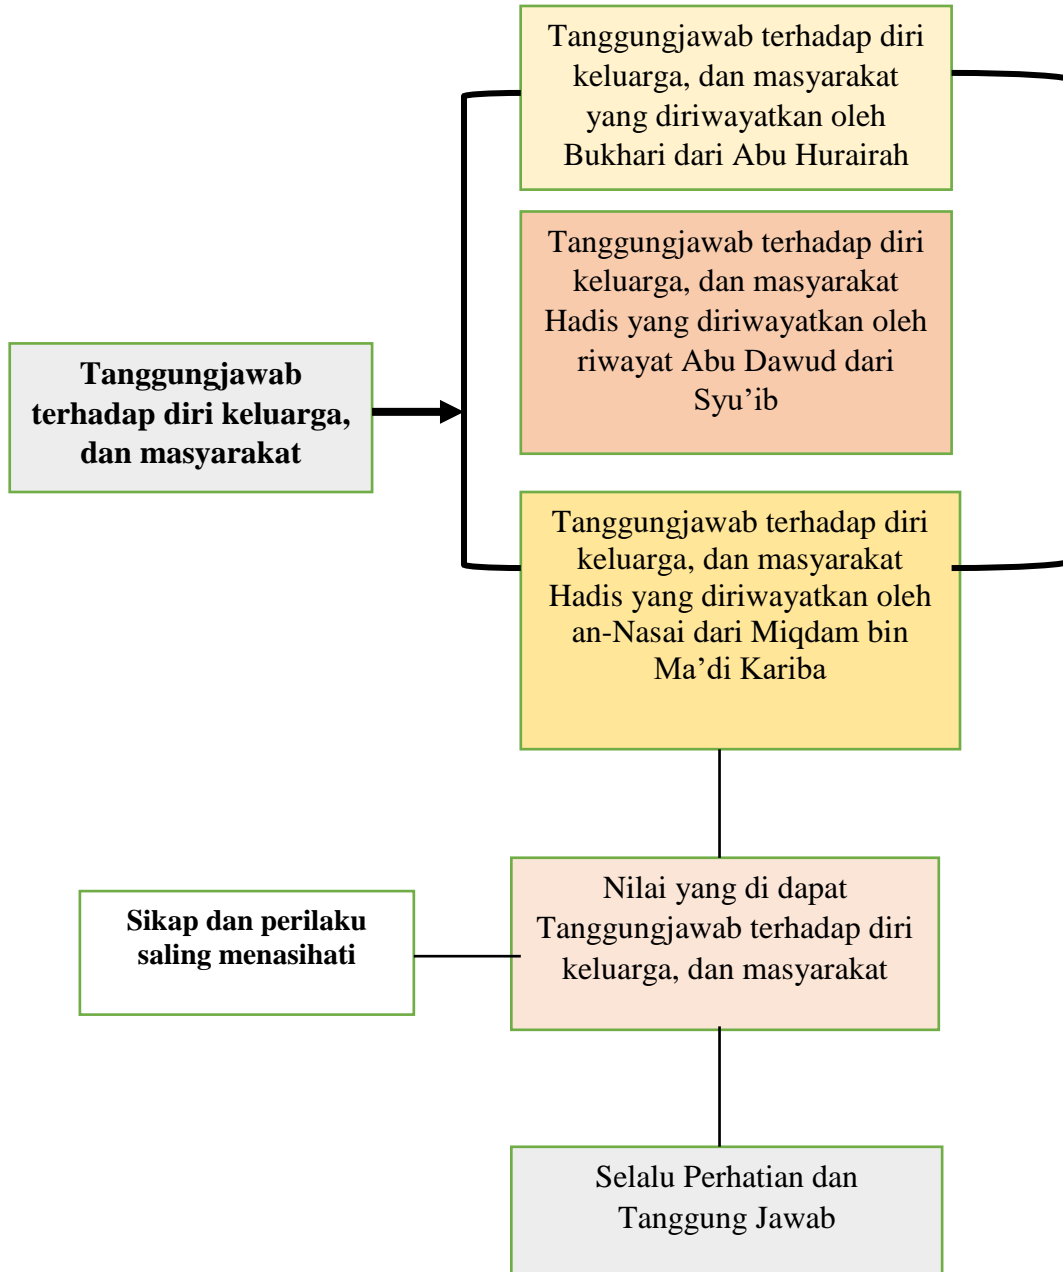 Tanggungjawab terhadap diri
keluarga, dan masyarakat
yang diriwayatkan oleh
Bukhari dari Abu Hurairah
Tanggungjawab terhadap diri
keluarga, dan masyarakat
Hadis yang diriwayatkan oleh
riwayat Abu Dawud dari
Syu’ib
Tanggungjawab
terhadap diri keluarga,
dan masyarakat
Tanggungjawab terhadap diri
keluarga, dan masyarakat
Hadis yang diriwayatkan oleh
an-Nasai dari Miqdam bin
Ma’di Kariba
Nilai yang di dapat
Tanggungjawab terhadap diri
keluarga, dan masyarakat
Sikap dan perilaku
saling menasihati
Selalu Perhatian dan
Tanggung Jawab